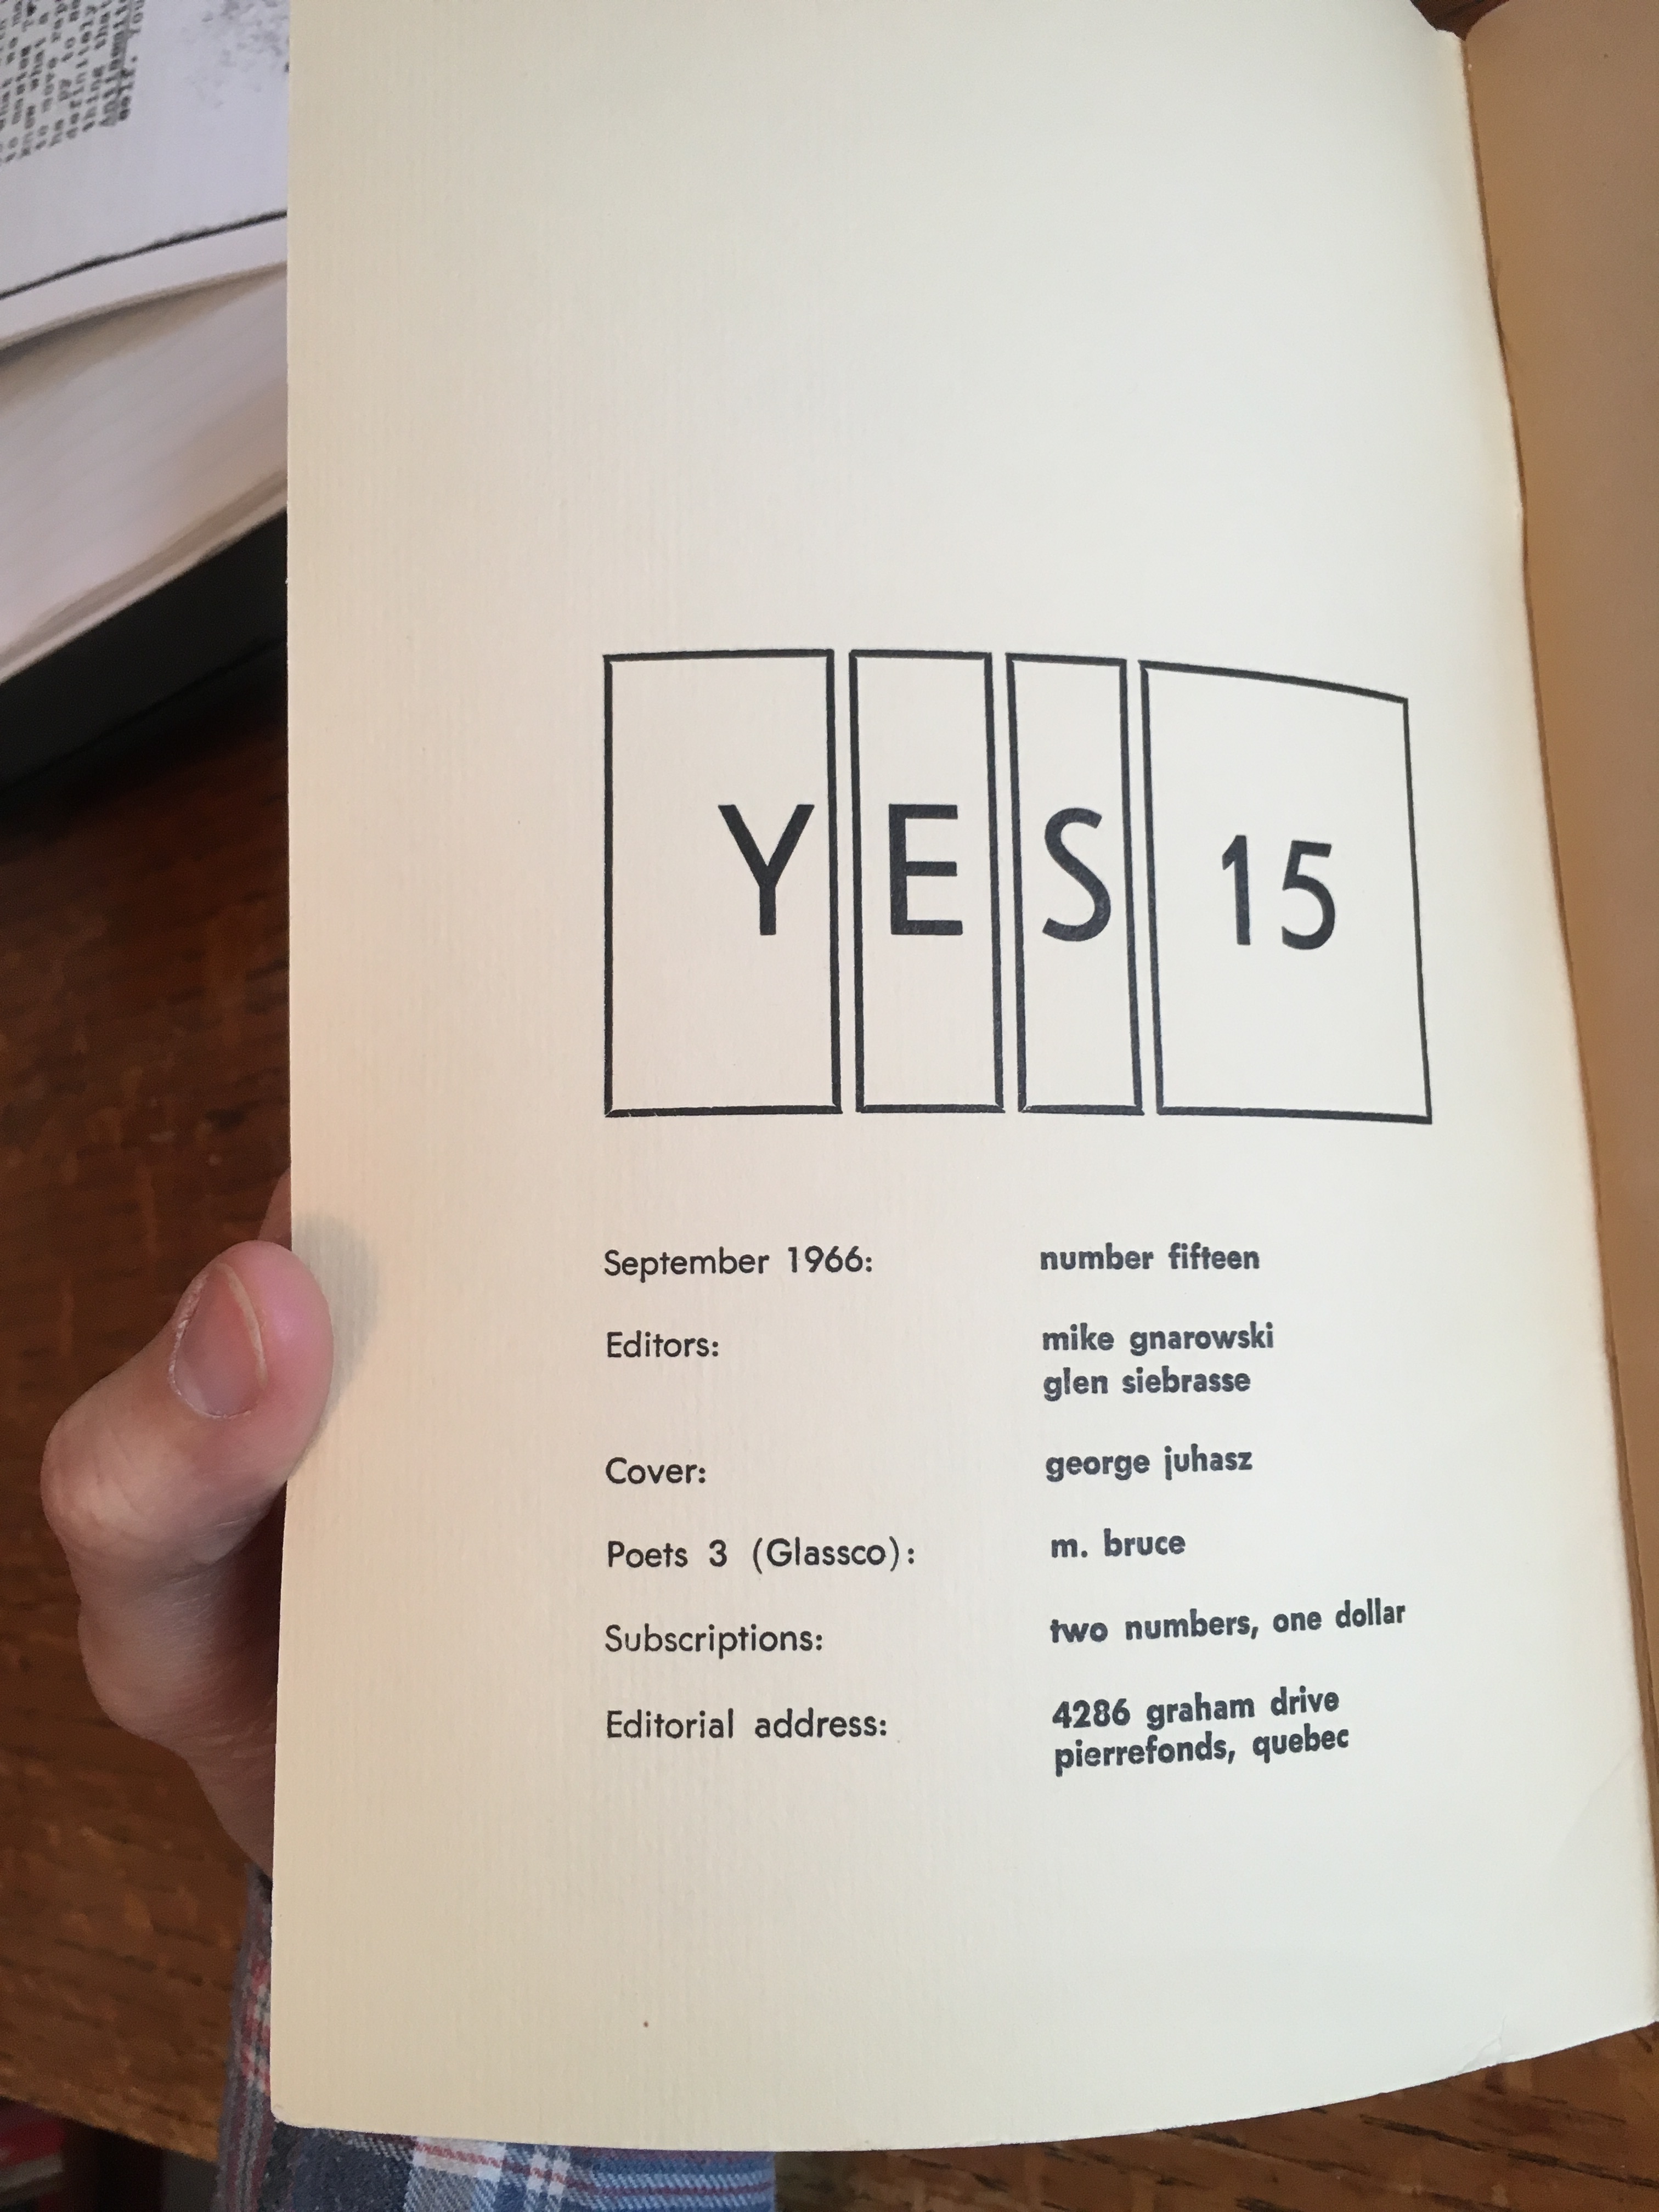 YES 15
September 1966: number fifteen
Editors: mike gnarowski
glen siebrasse
Cover: george juhasz
Poets 3 (Glassco): m. bruce
Subscriptions: two numbers, one dollar
Editorial address: 4286 graham drive
pierrefonds, quebec